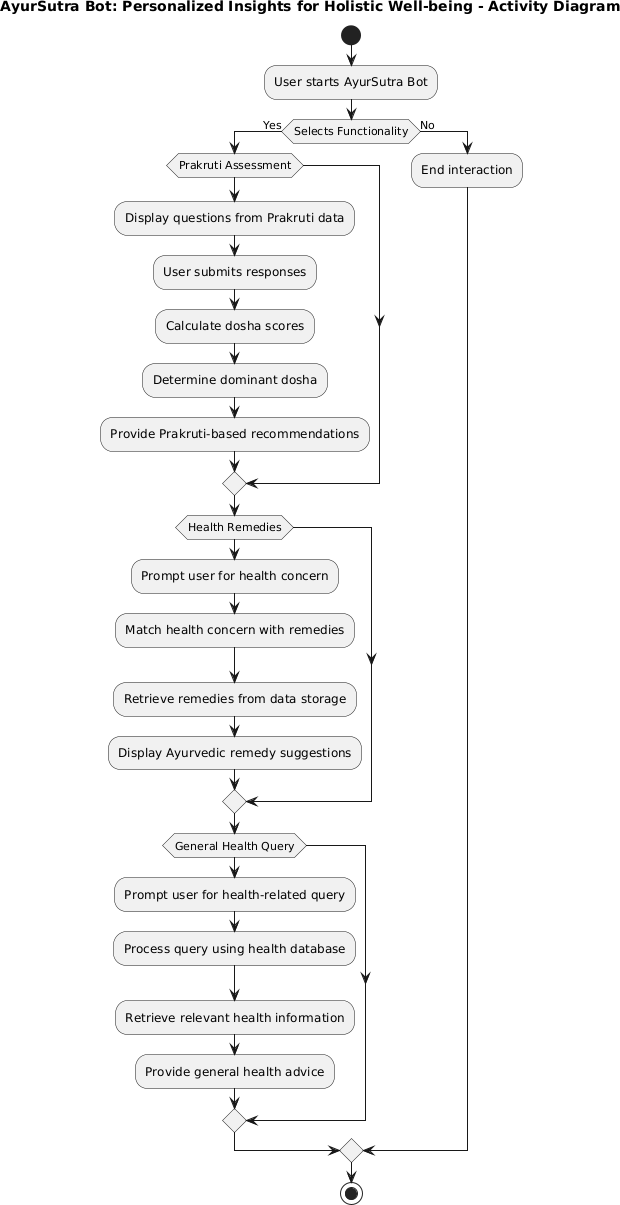 AyurSutra Bot: Personalized Insights for Holistic Well-being - Activity Diagram
User starts AyurSutra Bot
Yes
Selects Functionality
No
Prakruti Assessment
End interaction
Display questions from Prakruti data
User submits responses
Calculate dosha scores
Determine dominant dosha
Provide Prakruti-based recommendations
Health Remedies
Prompt user for health concern
Match health concern with remedies
Retrieve remedies from data storage
Display Ayurvedic remedy suggestions
General Health Query
Prompt user for health-related query
Process query using health database
Retrieve relevant health information
Provide general health advice